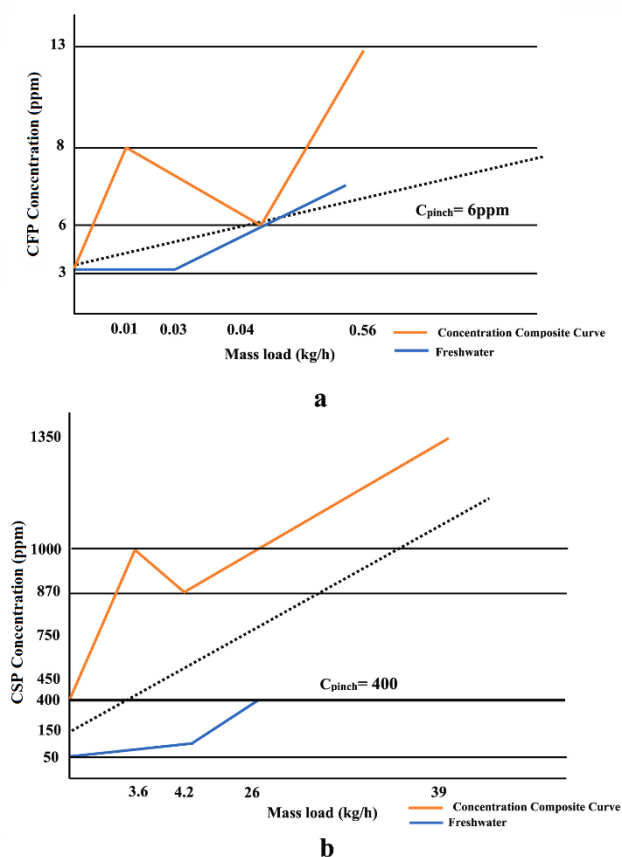 13
8
6
3
CFP Concentration (ppm)
Cpinch= 6ppm
0.01 0.03 0.04 0.56
Mass load (kg/h)
Concentration Composite Curve
Freshwater
a
1350
1000
870
750
450
400
150
50
CSP Concentration (ppm)
Cpinch= 400
3.6 4.2 26 39
Mass load (kg/h)
Concentration Composite Curve
Freshwater
b